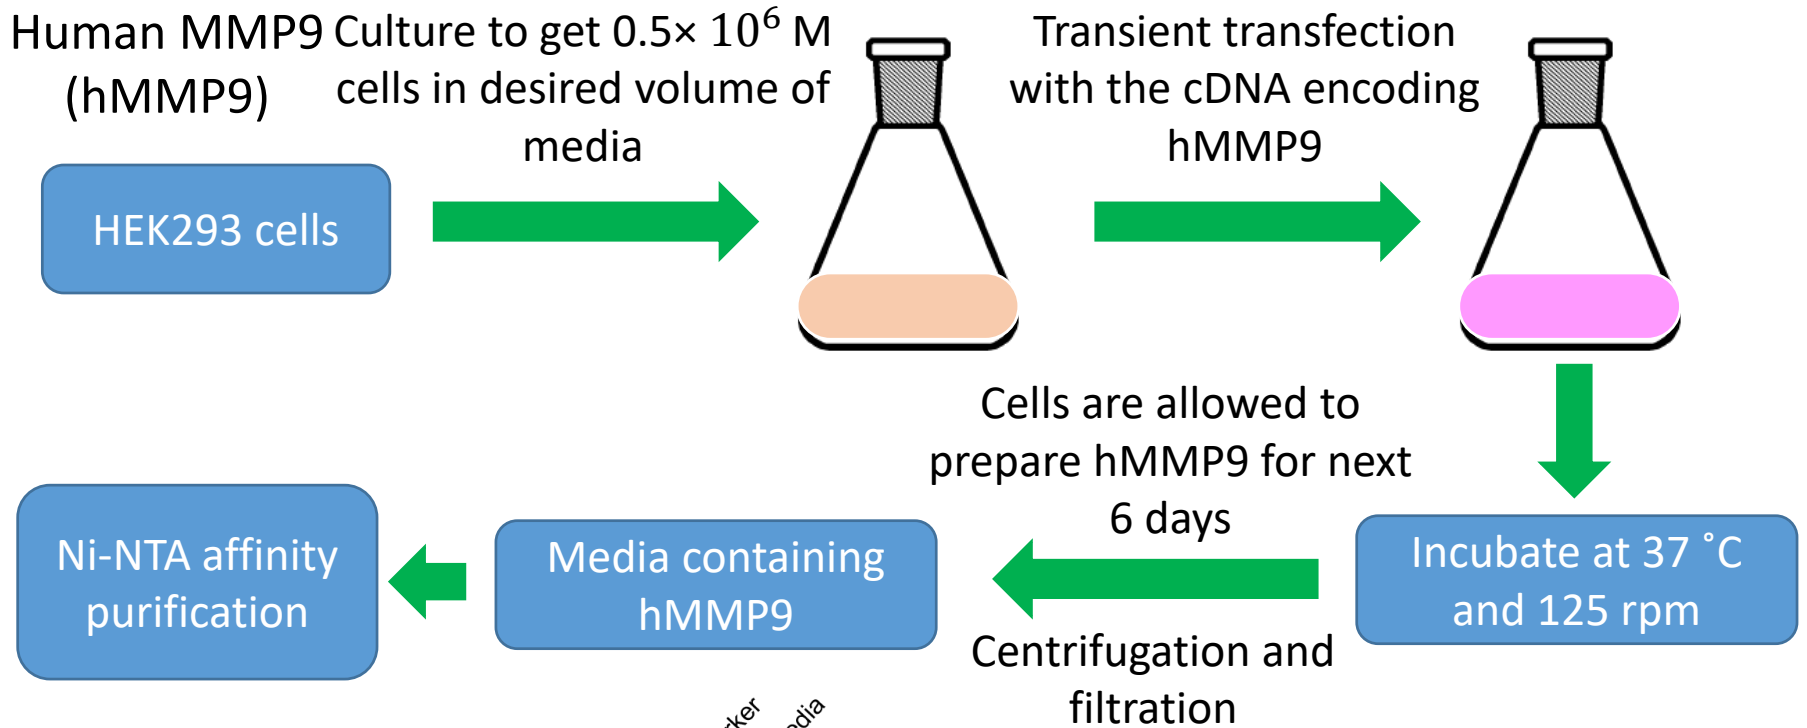 Human MMP9
(hMMP9)
Culture to get 0.5× 10⁶ M
cells in desired volume of
media
Transient transfection
with the cDNA encoding
hMMP9
HEK293 cells
Cells are allowed to
prepare hMMP9 for next
6 days
Incubate at 37 ˚C
and 125 rpm
Centrifugation and
filtration
Media containing
hMMP9
Ni-NTA affinity
purification